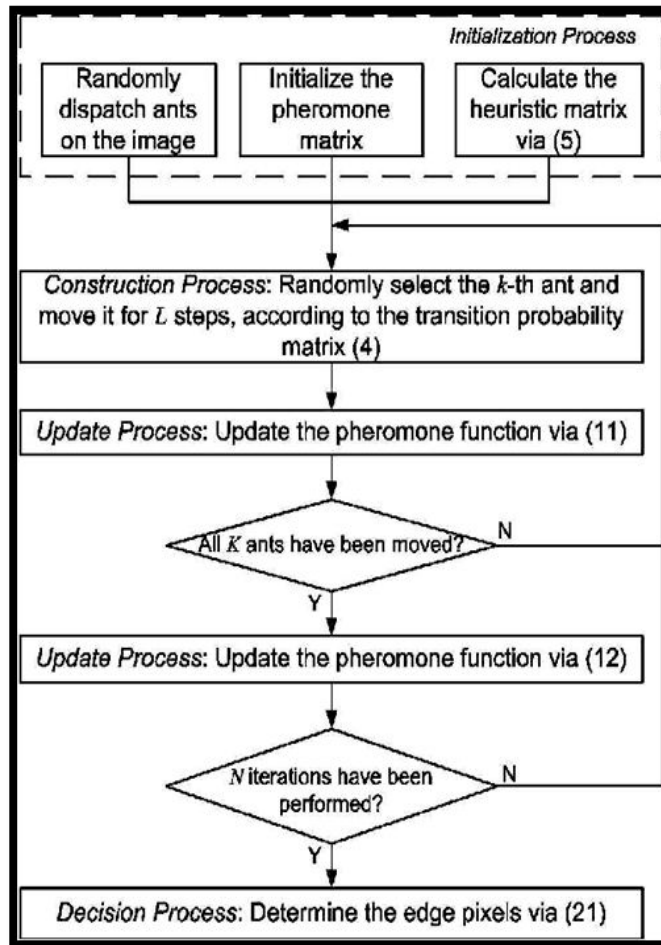 Initialization Process
Randomly
dispatch ants
on the image
Initialize the
pheromone
matrix
Calculate the
heuristic matrix
via (5)
Construction Process: Randomly select the k-th ant and
move it for L steps, according to the transition probability
matrix (4)
Update Process: Update the pheromone function via (11)
All K ants have been moved?
N
Y
Update Process: Update the pheromone function via (12)
N iterations have been
performed?
N
Y
Decision Process: Determine the edge pixels via (21)